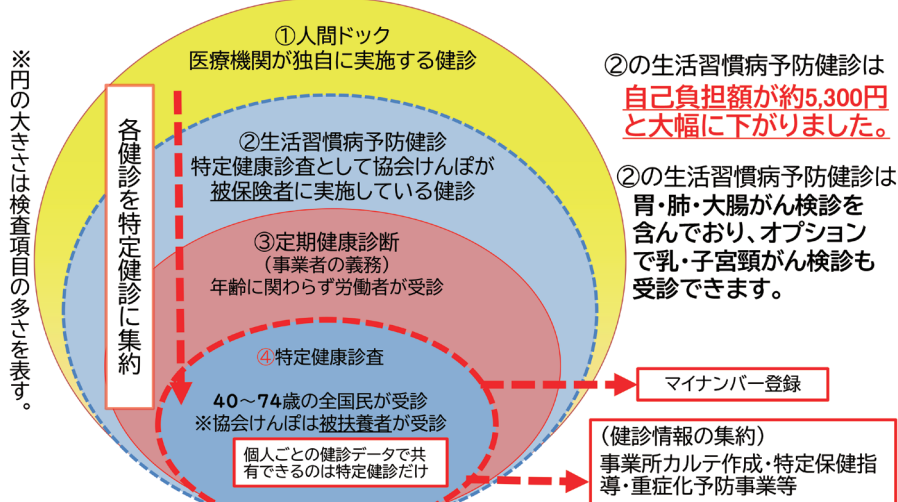 ※円の大きさは検査項目の多さを表す。
各健診を特定健診に集約
①人間ドック
医療機関が独自に実施する健診
②生活習慣病予防健診
特定健康診査として協会けんぽが
被保険者に実施している健診
③定期健康診断
（事業者の義務）
年齢に関わらず労働者が受診
④特定健康診査
40～74歳の全国民が受診
※協会けんぽは被扶養者が受診
個人ごとの健診データで共
有できるのは特定健診だけ
②の生活習慣病予防健診は
自己負担額が約5,300円
と大幅に下がりました。
②の生活習慣病予防健診は
胃・肺・大腸がん検診を
含んでおり、オプション
で乳・子宮頸がん検診も
受診できます。
マイナンバー登録
（健診情報の集約）
事業所カルテ作成・特定保健指
導・重症化予防事業等